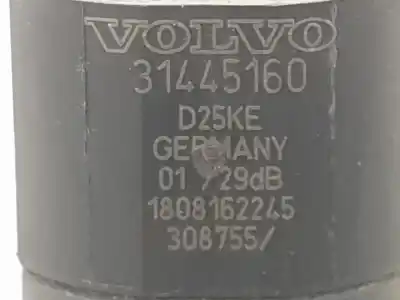 VOLVO
31445160
D25KE
GERMANY
01 /29dB
1808162245
308755/